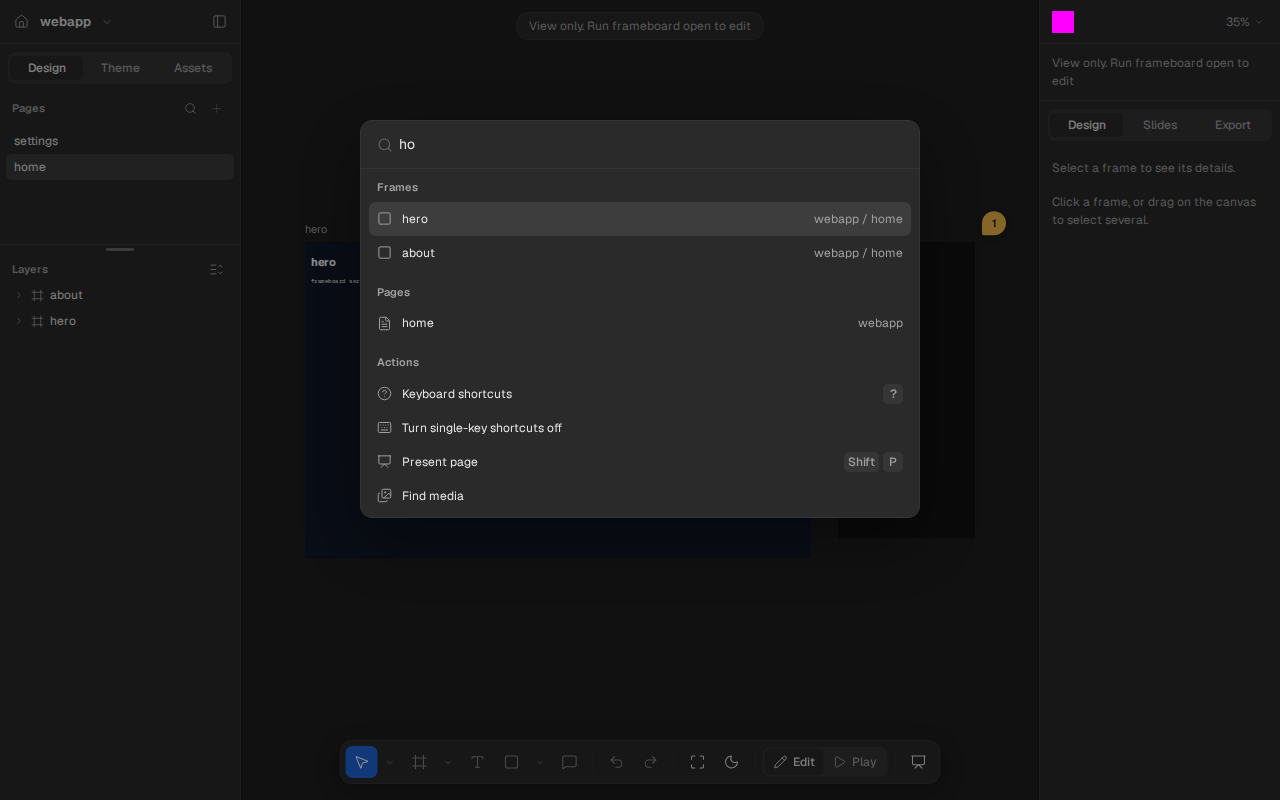 webapp
View only. Run frameboard open to edit
35%
Design
Theme
Assets
View only. Run frameboard open to
edit
Pages
Design
Slides
Export
settings
home
Select a frame to see its details.
Click a frame, or drag on the canvas
to select several.
ho
Frames
hero webapp / home
about webapp / home
Pages
home webapp
Actions
Keyboard shortcuts ?
Turn single-key shortcuts off
Present page Shift P
Find media
hero
1
hero
frameboard
Layers
about
hero
Edit
Play